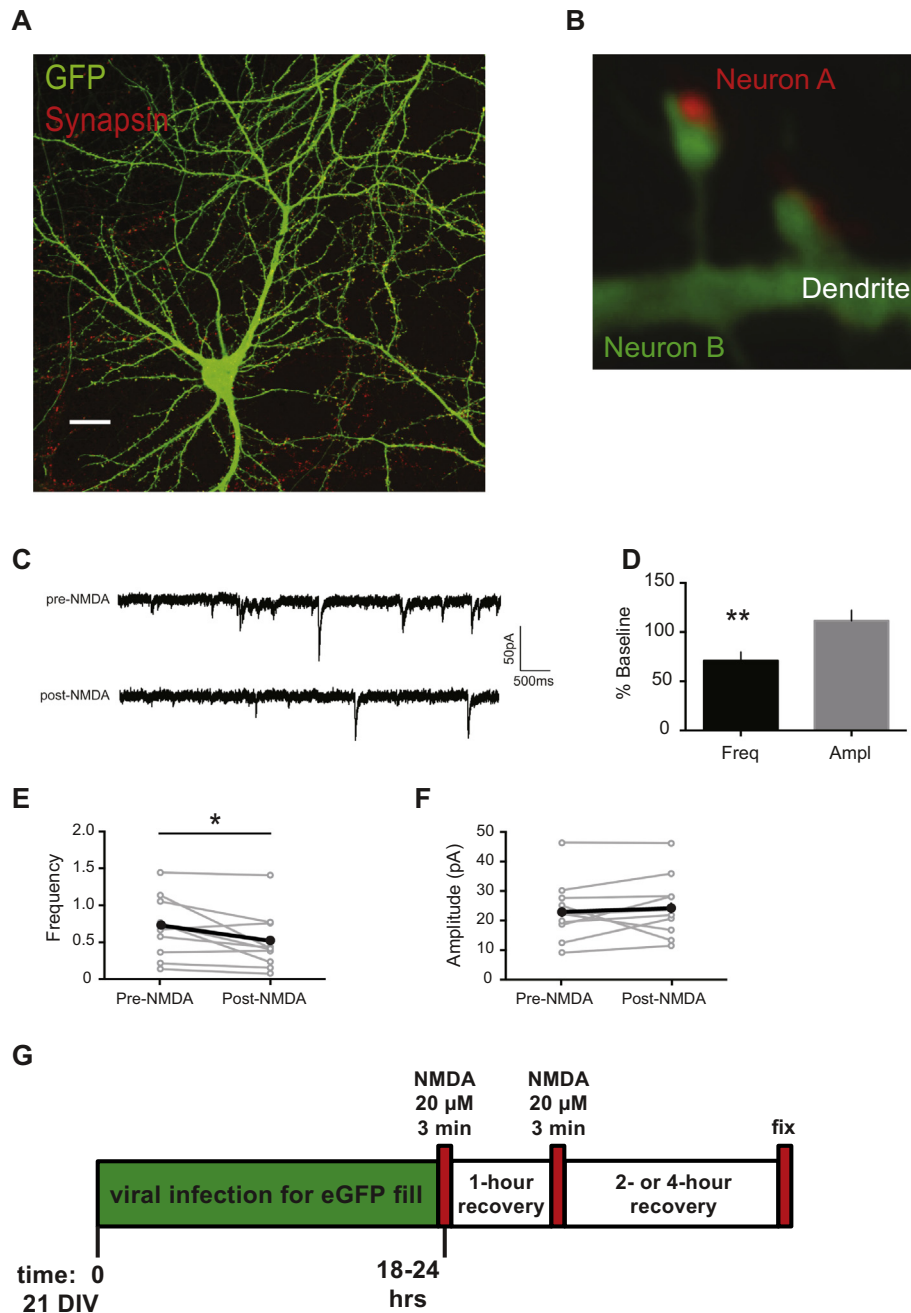 A
GFP
Synapsin
B
Neuron A
Dendrite
Neuron B
C
pre-NMDA
post-NMDA
50pA
500ms
D
% Baseline
150
100
50
0
**
Freq
Ampl
E
Frequency
2.0
1.5
1.0
0.5
0
*
Pre-NMDA
Post-NMDA
F
Amplitude (pA)
50
40
30
20
10
0
Pre-NMDA
Post-NMDA
G
NMDA
20 µM
3 min
NMDA
20 µM
3 min
fix
viral infection for eGFP fill
1-hour
recovery
2- or 4-hour
recovery
time: 0
21 DIV
18-24
hrs